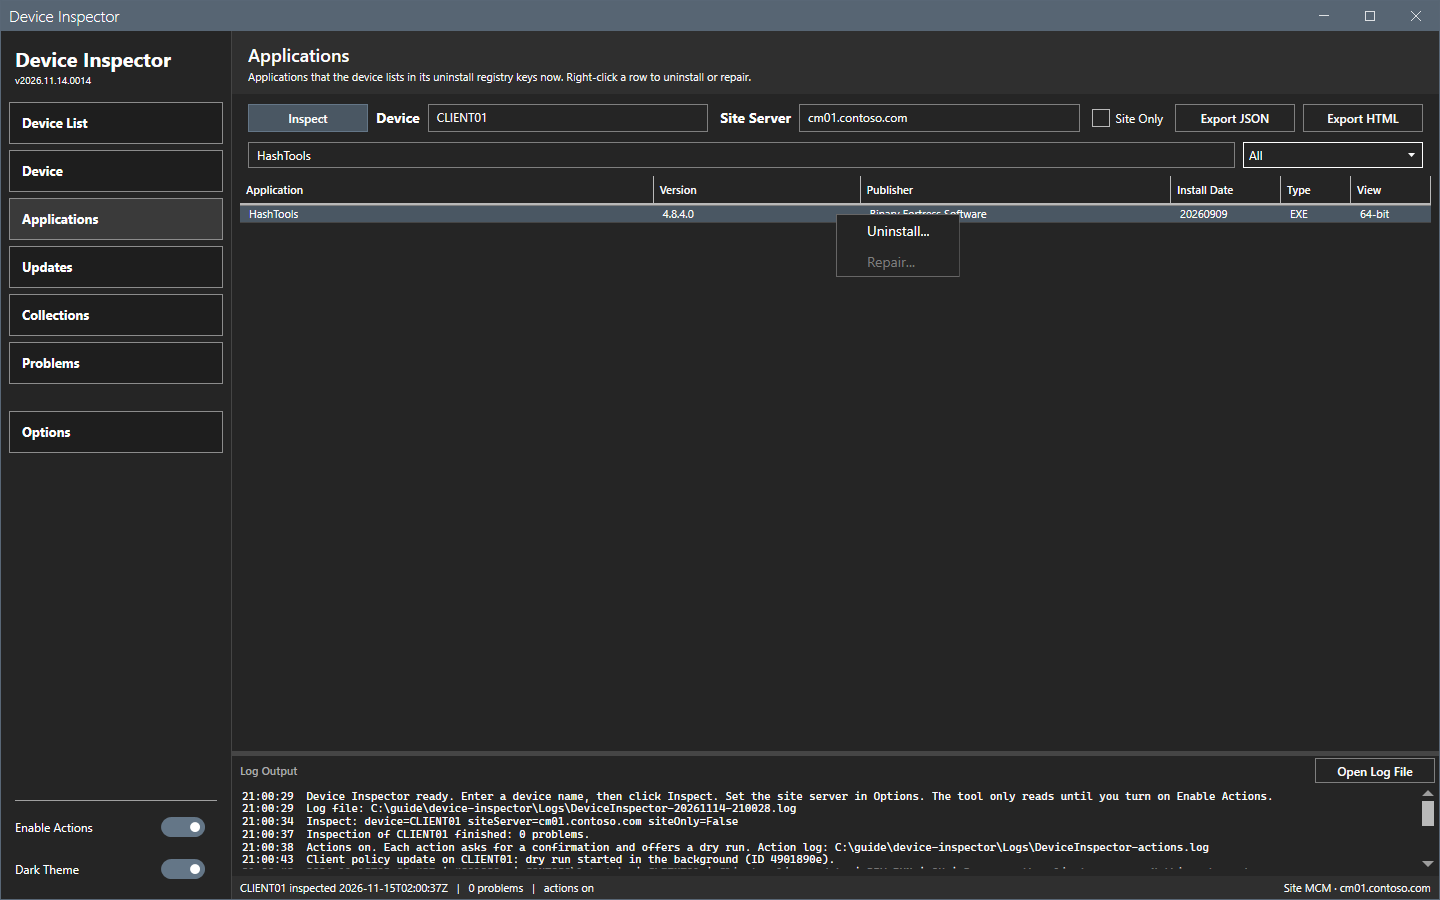 Device Inspector
Device Inspector
v2026.11.14.0014
Device List
Device
Applications
Updates
Collections
Problems
Options
Enable Actions
Dark Theme
Applications
Applications that the device lists in its uninstall registry keys now. Right-click a row to uninstall or repair.
Inspect Device CLIENT01 Site Server cm01.contoso.com Site Only Export JSON Export HTML
HashTools All
Application Version Publisher Install Date Type View
HashTools 4.8.4.0 Binary Fortress Software 20260909 EXE 64-bit
Uninstall...
Repair...
Log Output Open Log File
21:00:29 Device Inspector ready. Enter a device name, then click Inspect. Set the site server in Options. The tool only reads until you turn on Enable Actions.
21:00:29 Log file: C:\guide\device-inspector\Logs\DeviceInspector-20261114-210028.log
21:00:34 Inspect: device=CLIENT01 siteServer=cm01.contoso.com siteOnly=False
21:00:37 Inspection of CLIENT01 finished: 0 problems.
21:00:38 Actions on. Each action asks for a confirmation and offers a dry run. Action log: C:\guide\device-inspector\Logs\DeviceInspector-actions.log
21:00:43 Client policy update on CLIENT01: dry run started in the background (ID 4901890e).
CLIENT01 inspected 2026-11-15T02:00:37Z | 0 problems | actions on
Site MCM · cm01.contoso.com